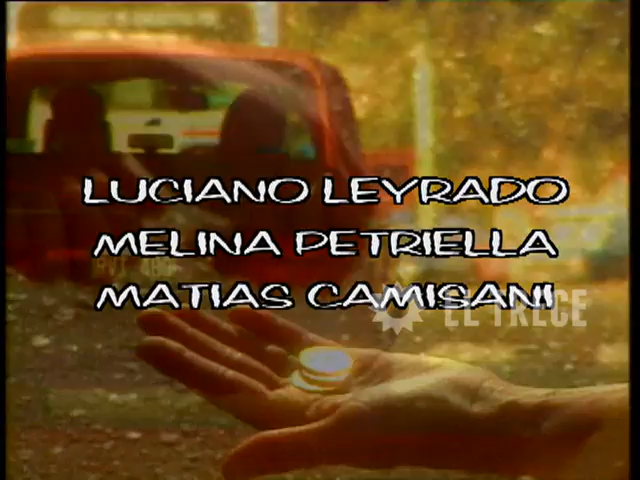 LUCIANO LEYRADO
MELINA PETRIELLA
MATIAS CAMISANI
EL TRECE